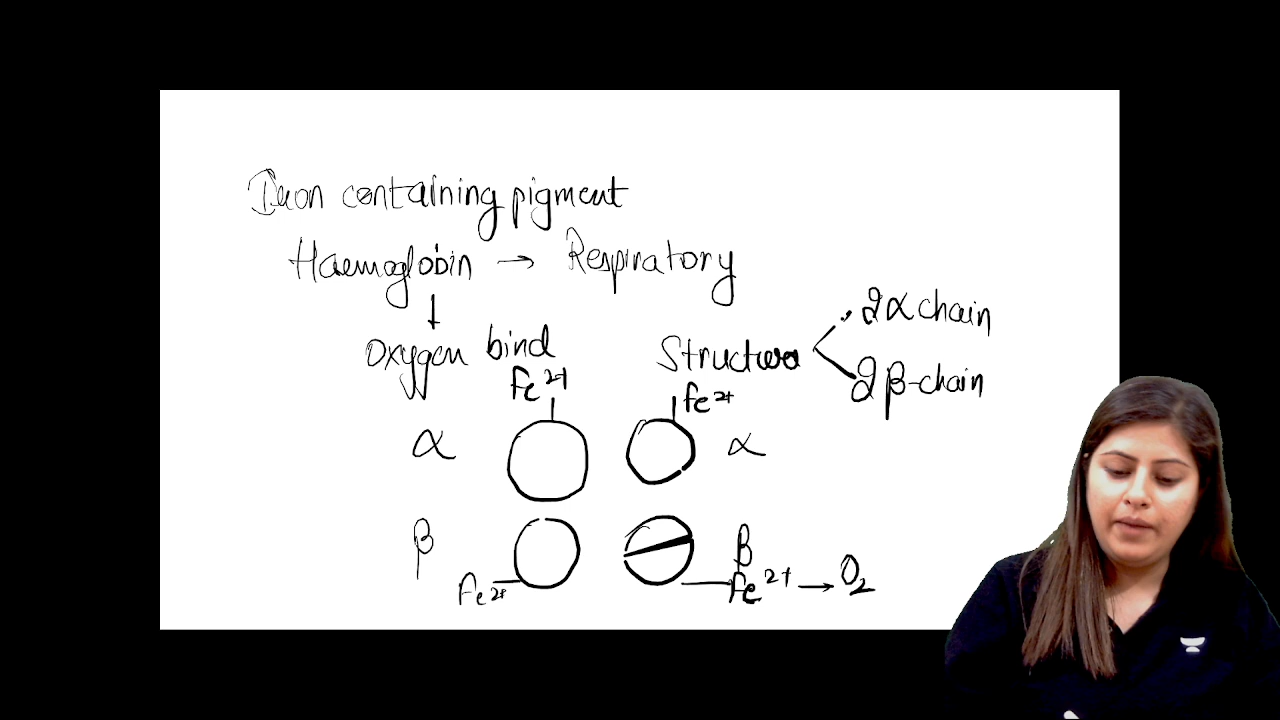 Iron containing pigment
Haemoglobin → Respiratory
↓
Oxygen bind
Structure
2α chain
2β-chain
Fe²⁺
Fe²⁺
α
α
β
β
Fe²⁺
Fe²⁺ → O₂